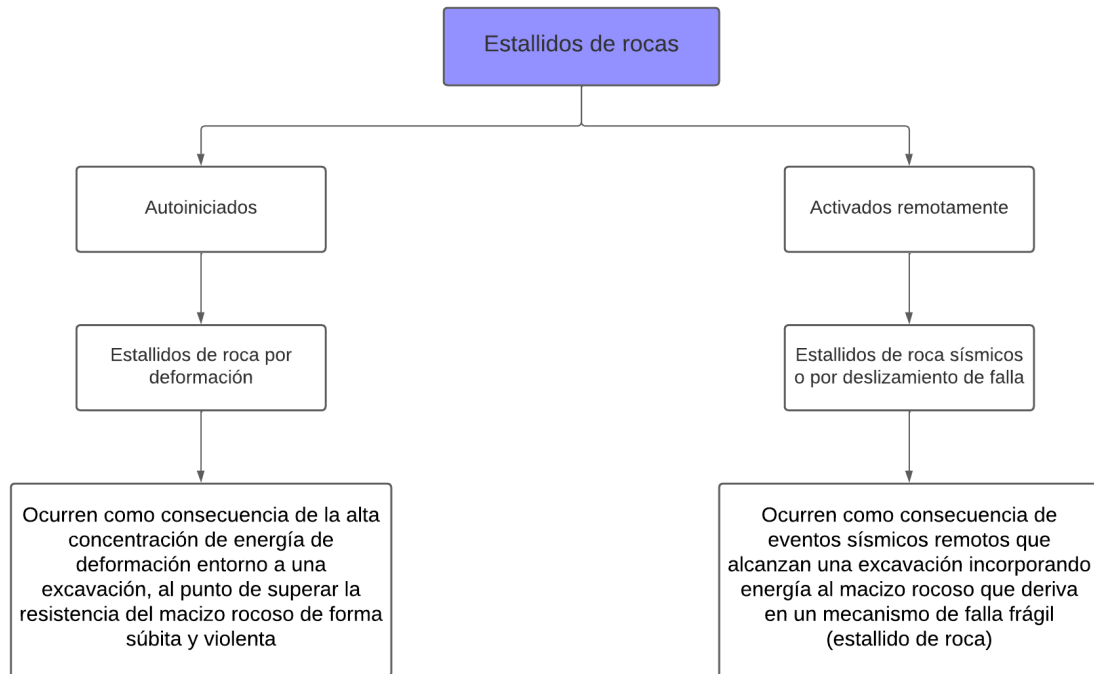 Estallidos de rocas
Autoiniciados
Activados remotamente
Estallidos de roca por
deformación
Estallidos de roca sísmicos
o por deslizamiento de falla
Ocurren como consecuencia de la alta
concentración de energía de
deformación entorno a una
excavación, al punto de superar la
resistencia del macizo rocoso de forma
súbita y violenta
Ocurren como consecuencia de
eventos sísmicos remotos que
alcanzan una excavación incorporando
energía al macizo rocoso que deriva
en un mecanismo de falla frágil
(estallido de roca)